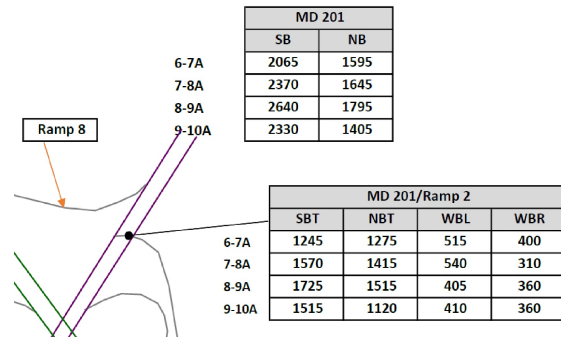 MD 201
SB NB
6-7A 2065 1595
7-8A 2370 1645
8-9A 2640 1795
9-10A 2330 1405
Ramp 8
MD 201/Ramp 2
SBT NBT WBL WBR
6-7A 1245 1275 515 400
7-8A 1570 1415 540 310
8-9A 1725 1515 405 360
9-10A 1515 1120 410 360